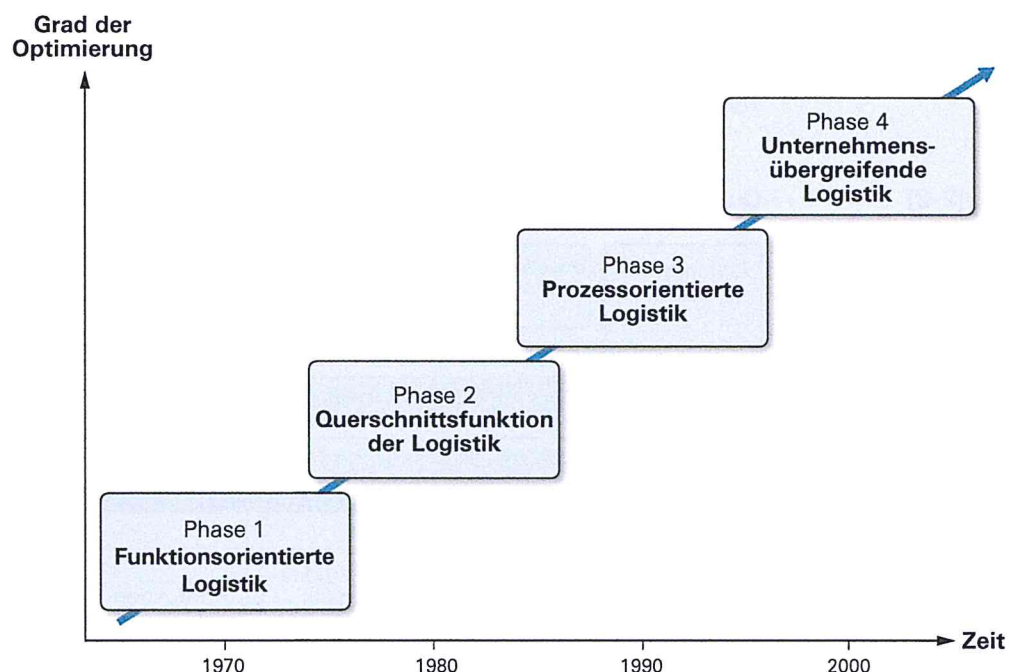 Grad der
Optimierung
Phase 4
Unternehmens-
übergreifende
Logistik
Phase 3
Prozessorientierte
Logistik
Phase 2
Querschnittsfunktion
der Logistik
Phase 1
Funktionsorientierte
Logistik
Zeit
1970
1980
1990
2000